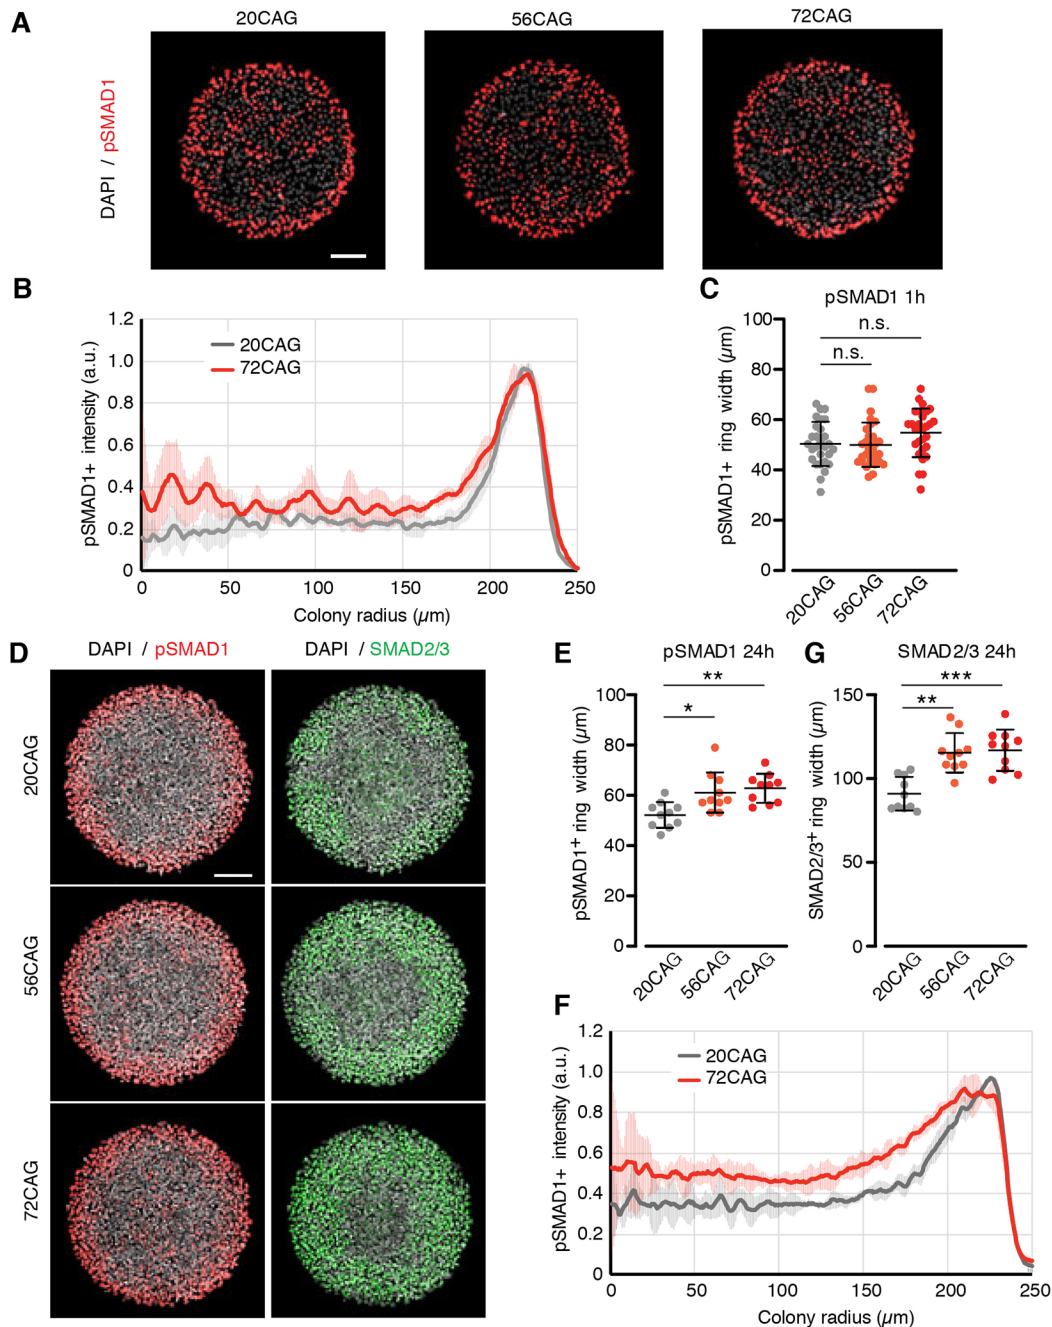 A
20CAG
56CAG
72CAG
DAPI / pSMAD1
B
pSMAD1+ intensity (a.u.)
1.2
1.0
0.8
0.6
0.4
0.2
0
20CAG
72CAG
0
50
100
150
200
250
Colony radius (µm)
C
pSMAD1 1h
pSMAD1+ ring width (µm)
100
80
60
40
20
0
n.s.
n.s.
20CAG
56CAG
72CAG
D
DAPI / pSMAD1
DAPI / SMAD2/3
20CAG
56CAG
72CAG
E
pSMAD1 24h
pSMAD1+ ring width (µm)
100
80
60
40
20
0
**
*
20CAG
56CAG
72CAG
G
SMAD2/3 24h
SMAD2/3+ ring width (µm)
150
100
50
0
***
**
20CAG
56CAG
72CAG
F
pSMAD1+ intensity (a.u.)
1.2
1.0
0.8
0.6
0.4
0.2
0
20CAG
72CAG
0
50
100
150
200
250
Colony radius (µm)